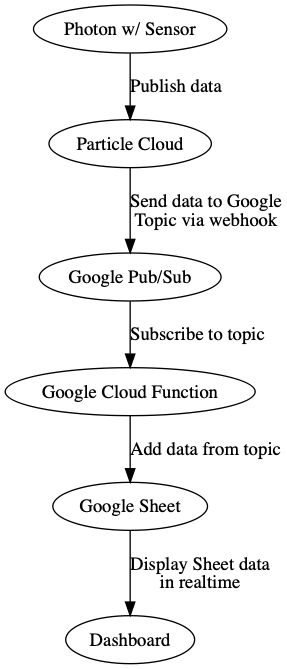 Photon w/ Sensor
Publish data
Particle Cloud
Send data to Google
Topic via webhook
Google Pub/Sub
Subscribe to topic
Google Cloud Function
Add data from topic
Google Sheet
Display Sheet data
in realtime
Dashboard